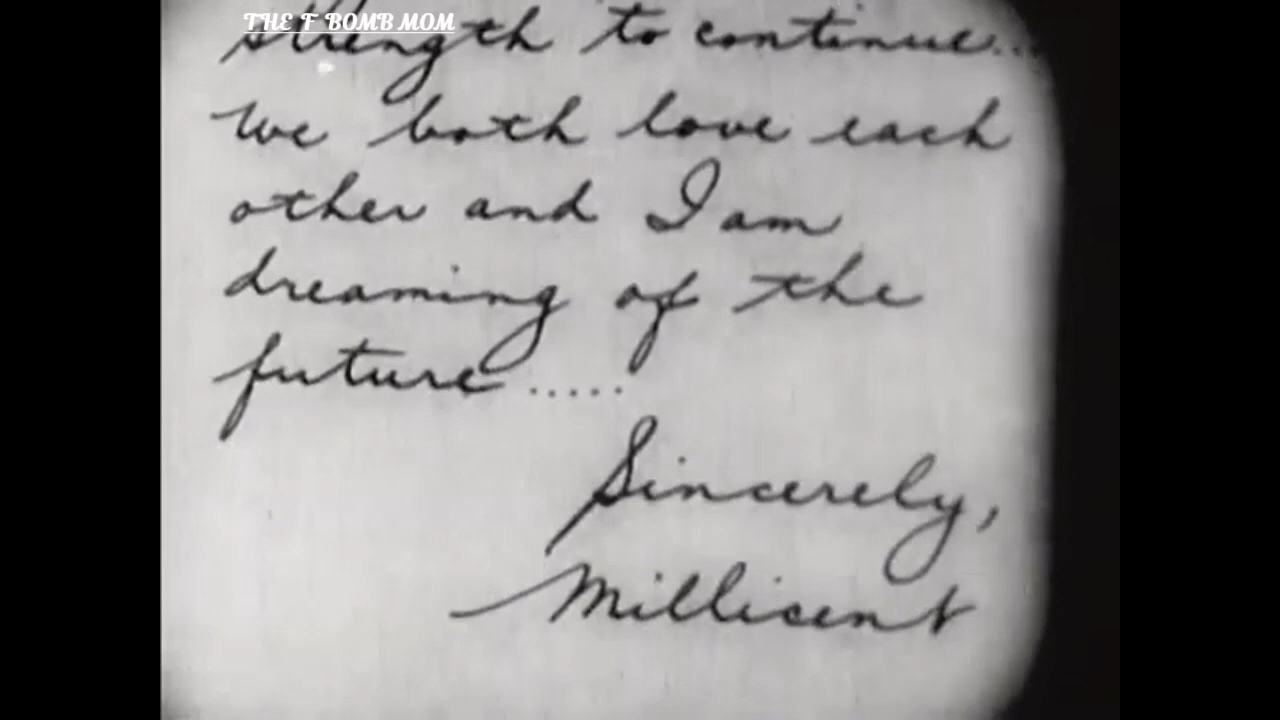 THE F BOMB MOM
strength to continue...
we both love each
other and I am
dreaming of the
future.....
Sincerely,
Millicent